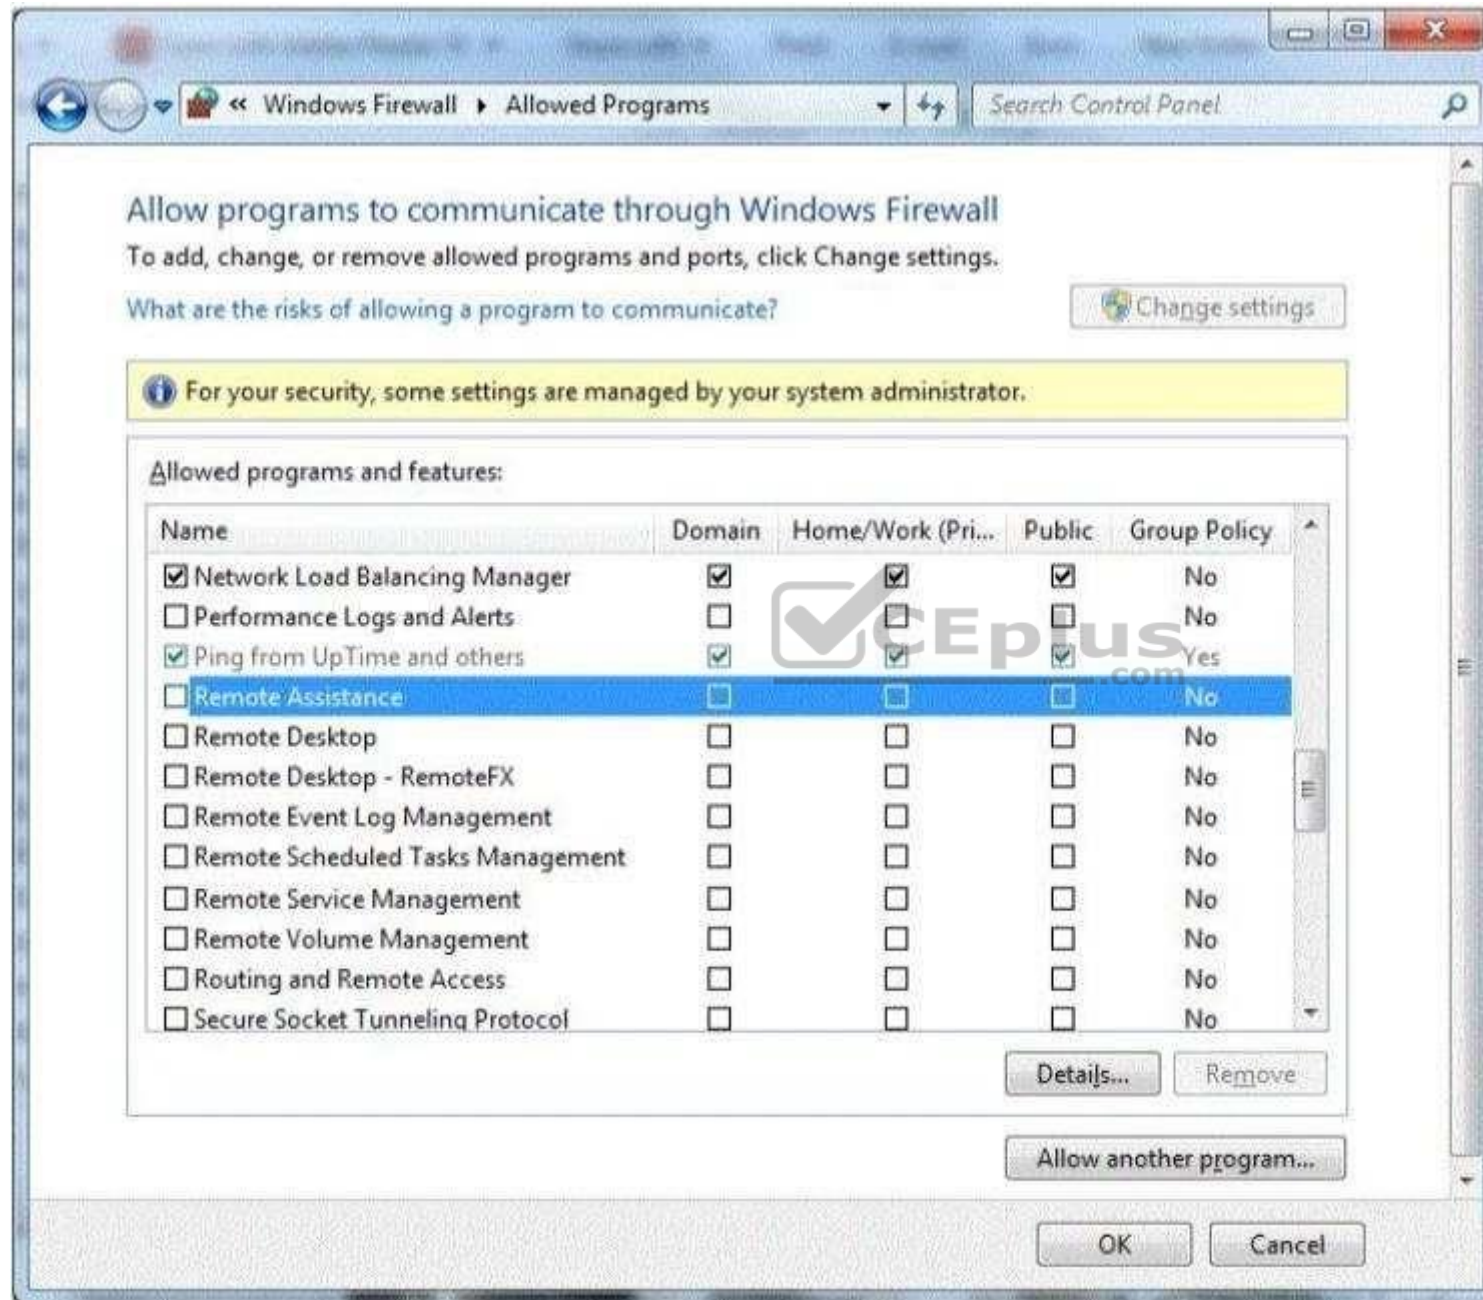 « Windows Firewall ▸ Allowed Programs
Search Control Panel
Allow programs to communicate through Windows Firewall
To add, change, or remove allowed programs and ports, click Change settings.
What are the risks of allowing a program to communicate?
Change settings
For your security, some settings are managed by your system administrator.
Allowed programs and features:
Name Domain Home/Work (Pri... Public Group Policy
Network Load Balancing Manager No
Performance Logs and Alerts No
Ping from UpTime and others Yes
Remote Assistance No
Remote Desktop No
Remote Desktop - RemoteFX No
Remote Event Log Management No
Remote Scheduled Tasks Management No
Remote Service Management No
Remote Volume Management No
Routing and Remote Access No
Secure Socket Tunneling Protocol No
CEplus
.com
Details... Remove
Allow another program...
OK Cancel